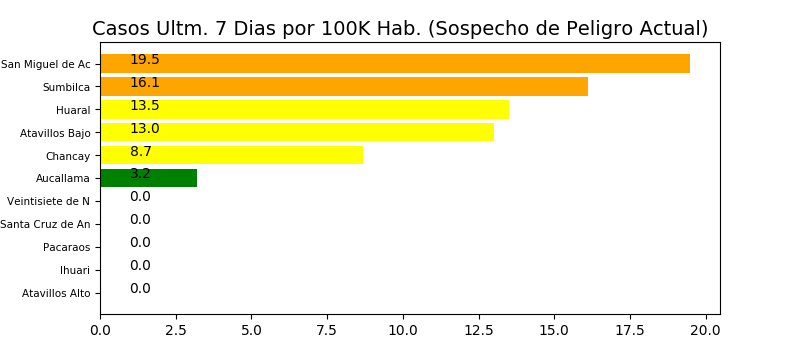 Casos Ultm. 7 Dias por 100K Hab. (Sospecho de Peligro Actual)
San Miguel de Ac 19.5
Sumbilca 16.1
Huaral 13.5
Atavillos Bajo 13.0
Chancay 8.7
Aucallama 3.2
Veintisiete de N 0.0
Santa Cruz de An 0.0
Pacaraos 0.0
Ihuari 0.0
Atavillos Alto 0.0
0.0 2.5 5.0 7.5 10.0 12.5 15.0 17.5 20.0